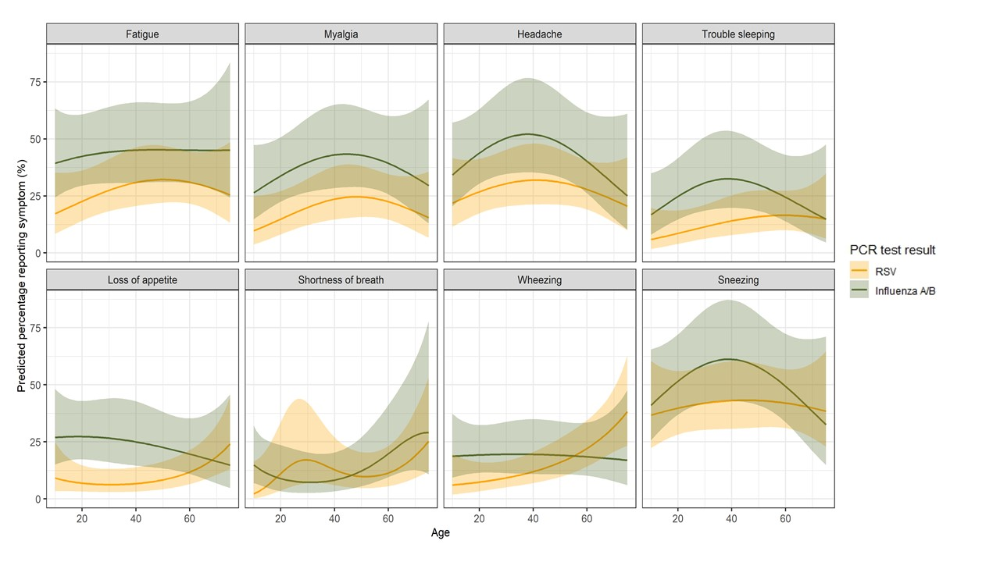 Fatigue
Myalgia
Headache
Trouble sleeping
75
50
25
0
Loss of appetite
Shortness of breath
Wheezing
Sneezing
75
50
25
0
20 40 60
20 40 60
20 40 60
20 40 60
Age
Predicted percentage reporting symptom (%)
PCR test result
RSV
Influenza A/B